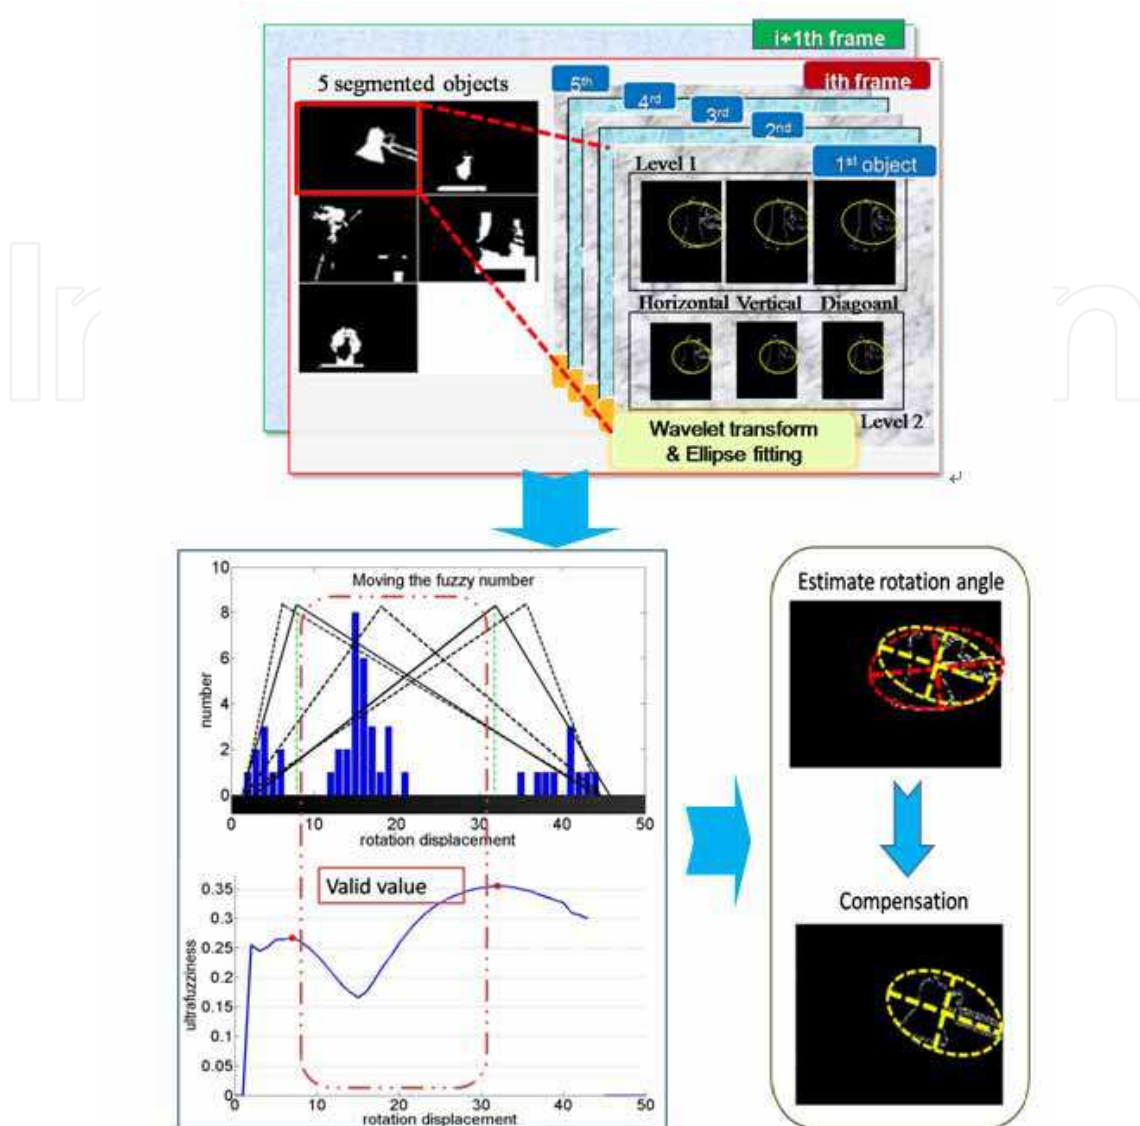 i+1th frame
ith frame
5 segmented objects
5th
4rd
3rd
2nd
1st object
Level 1
Horizontal Vertical Diagoanl
Level 2
Wavelet transform
& Ellipse fitting
↵
Moving the fuzzy number
number
10
8
6
4
2
0
0 10 20 30 40 50
rotation displacement
Valid value
ultrafuzziness
0.35
0.3
0.25
0.2
0.15
0.1
0.05
0
0 10 20 30 40 50
rotation displacement
Estimate rotation angle
Compensation